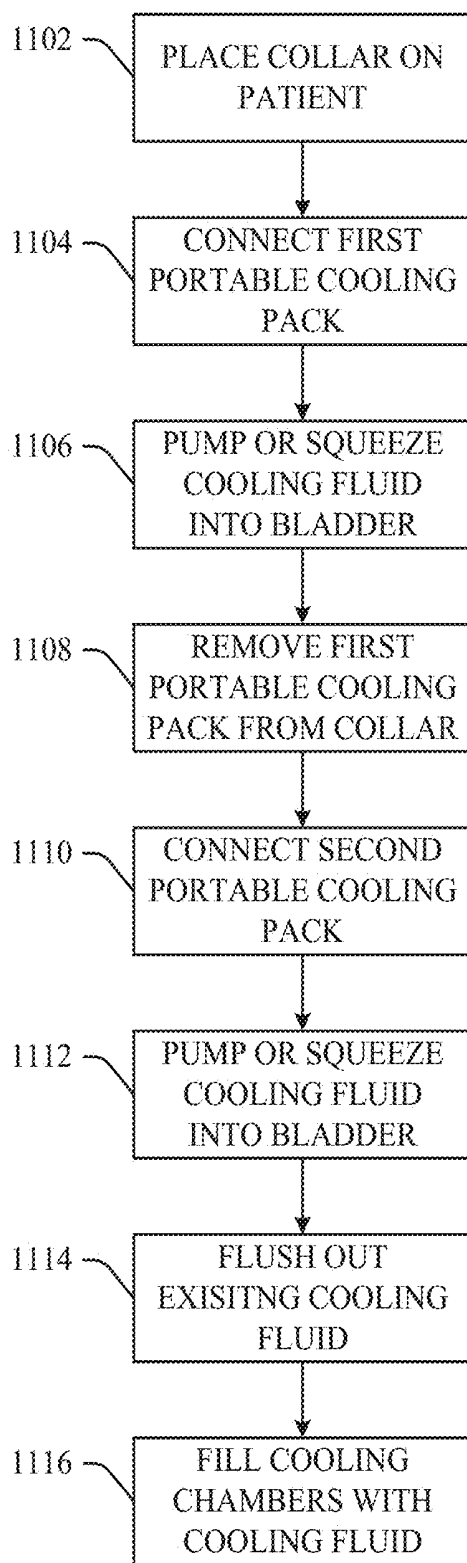 1102
PLACE COLLAR ON
PATIENT
1104
CONNECT FIRST
PORTABLE COOLING
PACK
1106
PUMP OR SQUEEZE
COOLING FLUID
INTO BLADDER
1108
REMOVE FIRST
PORTABLE COOLING
PACK FROM COLLAR
1110
CONNECT SECOND
PORTABLE COOLING
PACK
1112
PUMP OR SQUEEZE
COOLING FLUID
INTO BLADDER
1114
FLUSH OUT
EXISITNG COOLING
FLUID
1116
FILL COOLING
CHAMBERS WITH
COOLING FLUID